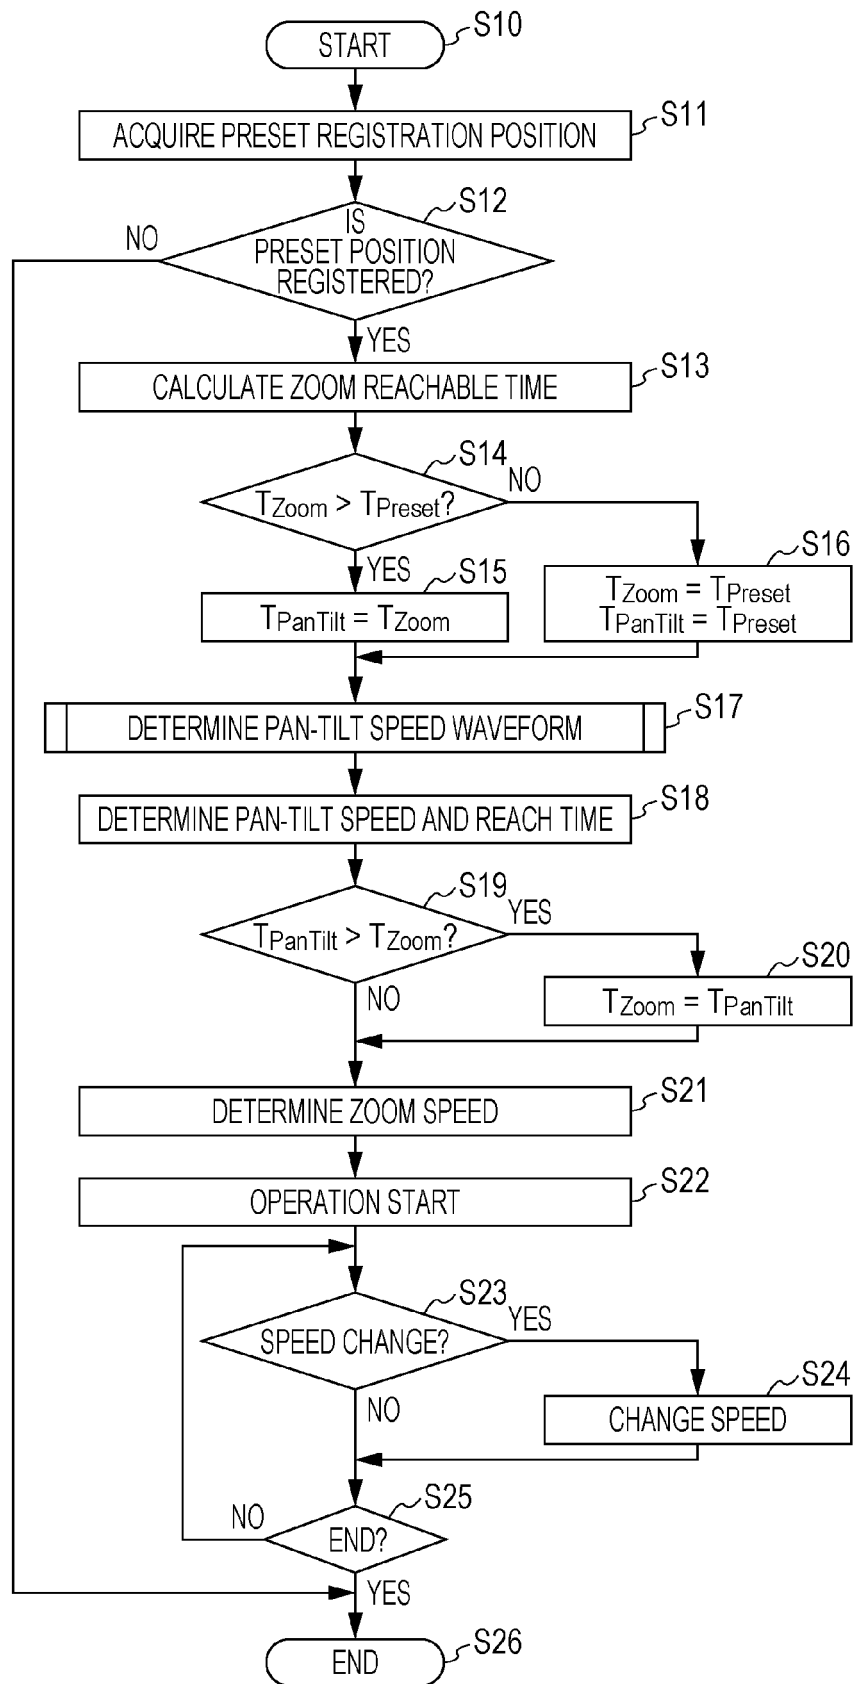 START
S10
ACQUIRE PRESET REGISTRATION POSITION
S11
S12
IS
PRESET POSITION
REGISTERED?
NO
YES
CALCULATE ZOOM REACHABLE TIME
S13
S14
TZoom > TPreset?
NO
YES
S15
TPanTilt = TZoom
S16
TZoom = TPreset
TPanTilt = TPreset
DETERMINE PAN-TILT SPEED WAVEFORM
S17
DETERMINE PAN-TILT SPEED AND REACH TIME
S18
S19
TPanTilt > TZoom?
YES
NO
S20
TZoom = TPanTilt
DETERMINE ZOOM SPEED
S21
OPERATION START
S22
S23
SPEED CHANGE?
YES
NO
S24
CHANGE SPEED
S25
END?
NO
YES
END
S26